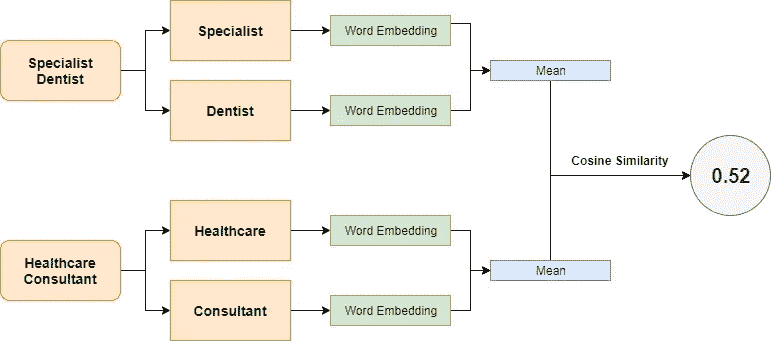 Specialist
Dentist
Specialist
Word Embedding
Dentist
Word Embedding
Mean
Cosine Similarity
0.52
Healthcare
Consultant
Healthcare
Word Embedding
Consultant
Word Embedding
Mean